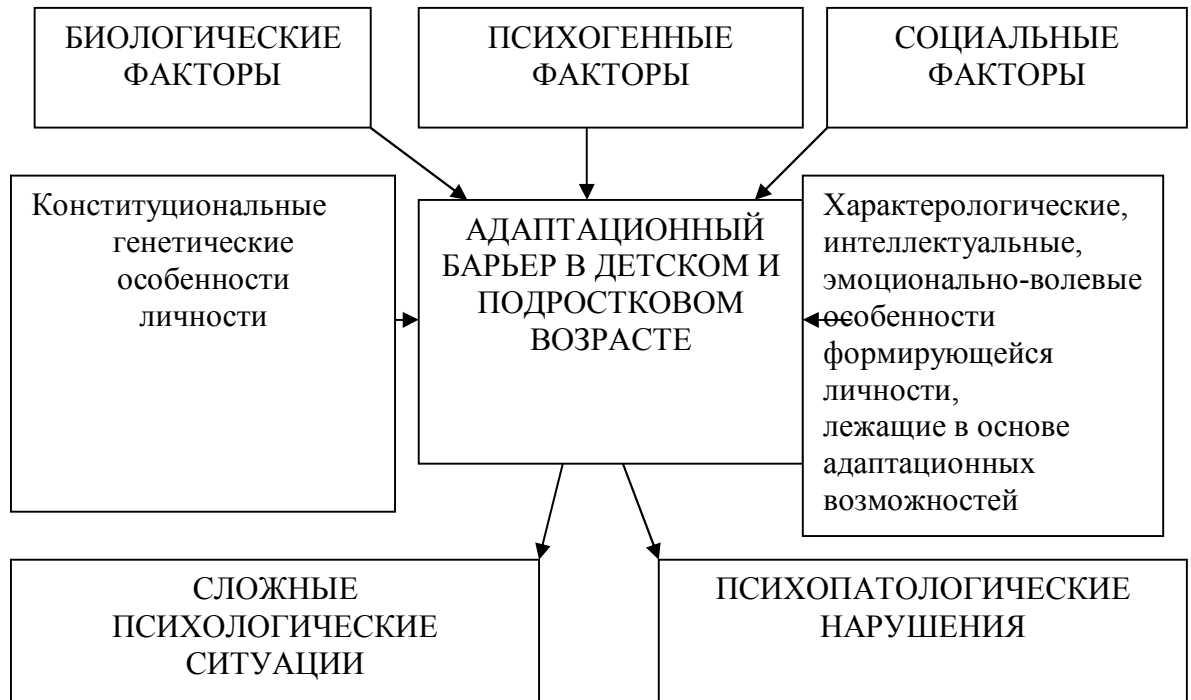 БИОЛОГИЧЕСКИЕ
ФАКТОРЫ
ПСИХОГЕННЫЕ
ФАКТОРЫ
СОЦИАЛЬНЫЕ
ФАКТОРЫ
Конституциональные
генетические
особенности
личности
АДАПТАЦИОННЫЙ
БАРЬЕР В ДЕТСКОМ И
ПОДРОСТКОВОМ
ВОЗРАСТЕ
Характерологические,
интеллектуальные,
эмоционально-волевые
особенности
формирующейся
личности,
лежащие в основе
адаптационных
возможностей
СЛОЖНЫЕ
ПСИХОЛОГИЧЕСКИЕ
СИТУАЦИИ
ПСИХОПАТОЛОГИЧЕСКИЕ
НАРУШЕНИЯ